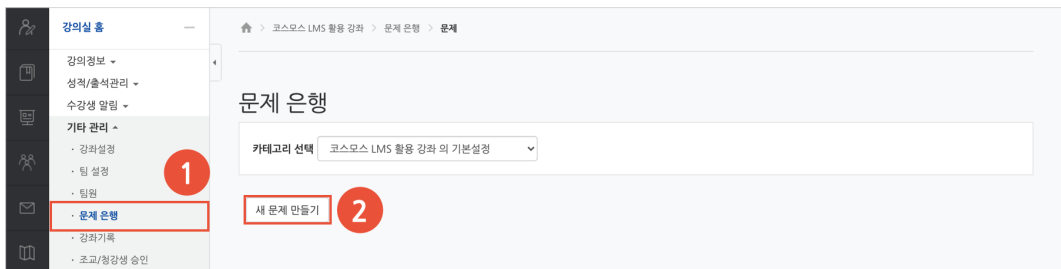 강의실 홈
강의정보
성적/출석관리
수강생 알림
기타 관리
· 강좌설정
· 팀 설정
· 팀원
· 문제 은행
· 강좌기록
· 조교/청강생 승인
1
> 코스모스 LMS 활용 강좌 > 문제 은행 > 문제
문제 은행
카테고리 선택 코스모스 LMS 활용 강좌 의 기본설정
새 문제 만들기 2